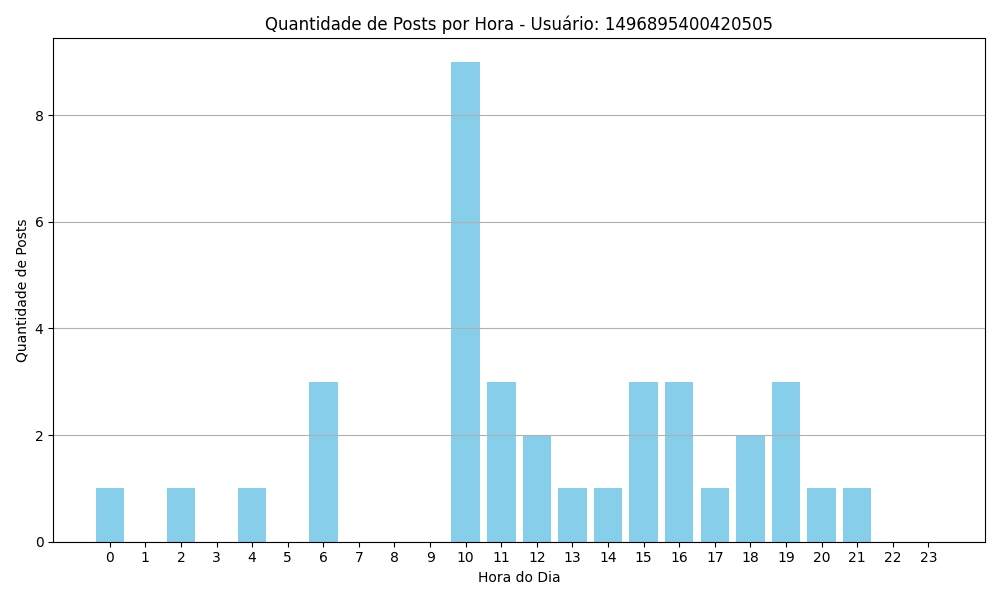 Quantidade de Posts por Hora - Usuário: 1496895400420505
Quantidade de Posts
8
6
4
2
0
0 1 2 3 4 5 6 7 8 9 10 11 12 13 14 15 16 17 18 19 20 21 22 23
Hora do Dia